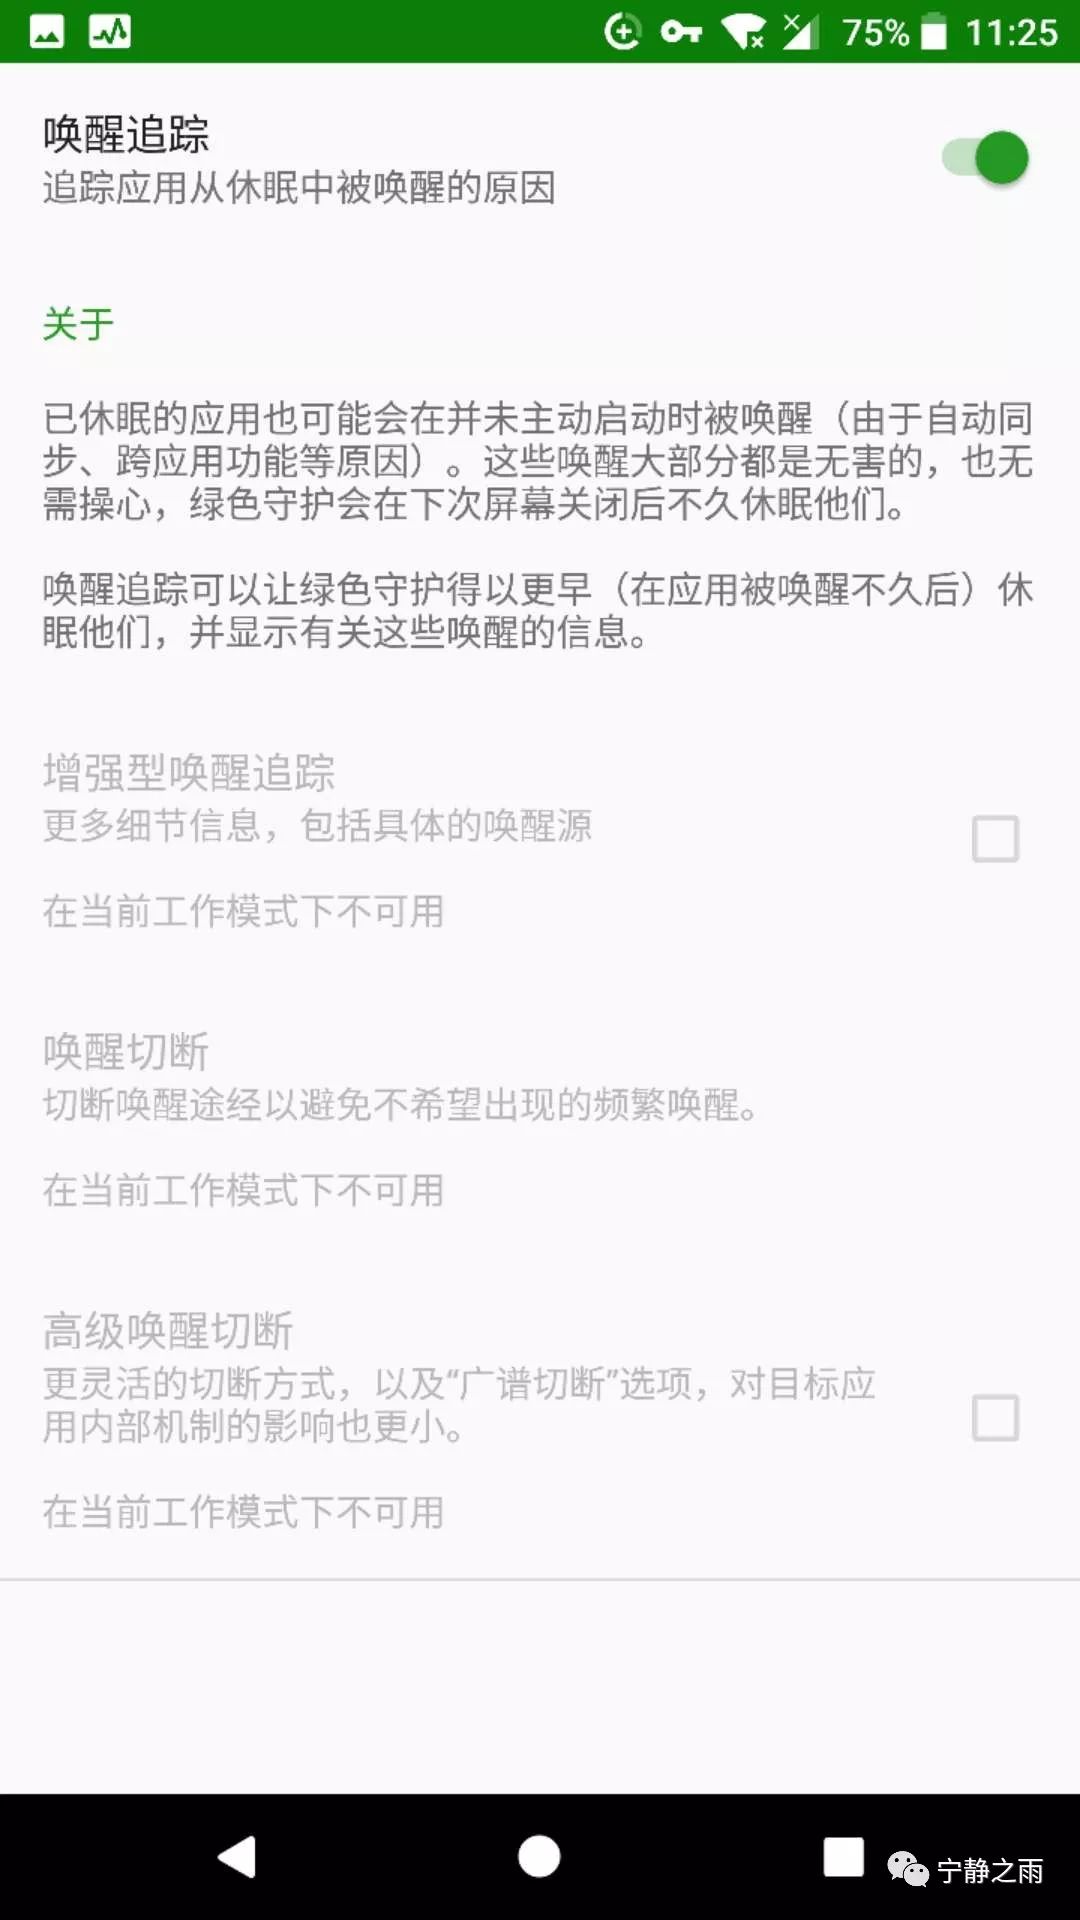 75% 11:25
唤醒追踪
追踪应用从休眠中被唤醒的原因
关于
已休眠的应用也可能会在并未主动启动时被唤醒（由于自动同
步、跨应用功能等原因）。这些唤醒大部分都是无害的，也无
需操心，绿色守护会在下次屏幕关闭后不久休眠他们。
唤醒追踪可以让绿色守护得以更早（在应用被唤醒不久后）休
眠他们，并显示有关这些唤醒的信息。
增强型唤醒追踪
更多细节信息，包括具体的唤醒源
在当前工作模式下不可用
唤醒切断
切断唤醒途经以避免不希望出现的频繁唤醒。
在当前工作模式下不可用
高级唤醒切断
更灵活的切断方式，以及“广谱切断”选项，对目标应
用内部机制的影响也更小。
在当前工作模式下不可用
宁静之雨